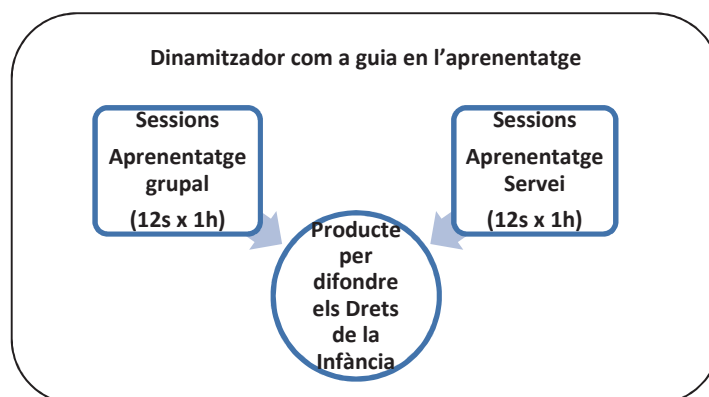 Dinamitzador com a guia en l’aprenentatge
Sessions
Aprenentatge
grupal
(12s x 1h)
Sessions
Aprenentatge
Servei
(12s x 1h)
Producte
per
difondre
els Drets
de la
Infància